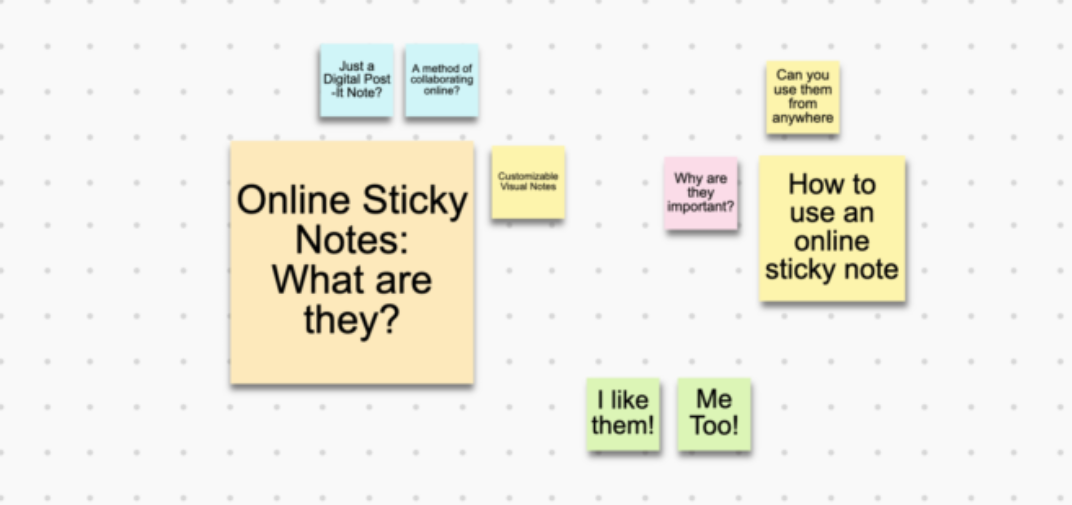 Just a
Digital Post
-It Note?
A method of
collaborating
online?
Can you
use them
from
anywhere
Online Sticky
Notes:
What are
they?
Customizable
Visual Notes
Why are
they
important?
How to
use an
online
sticky note
I like
them!
Me
Too!